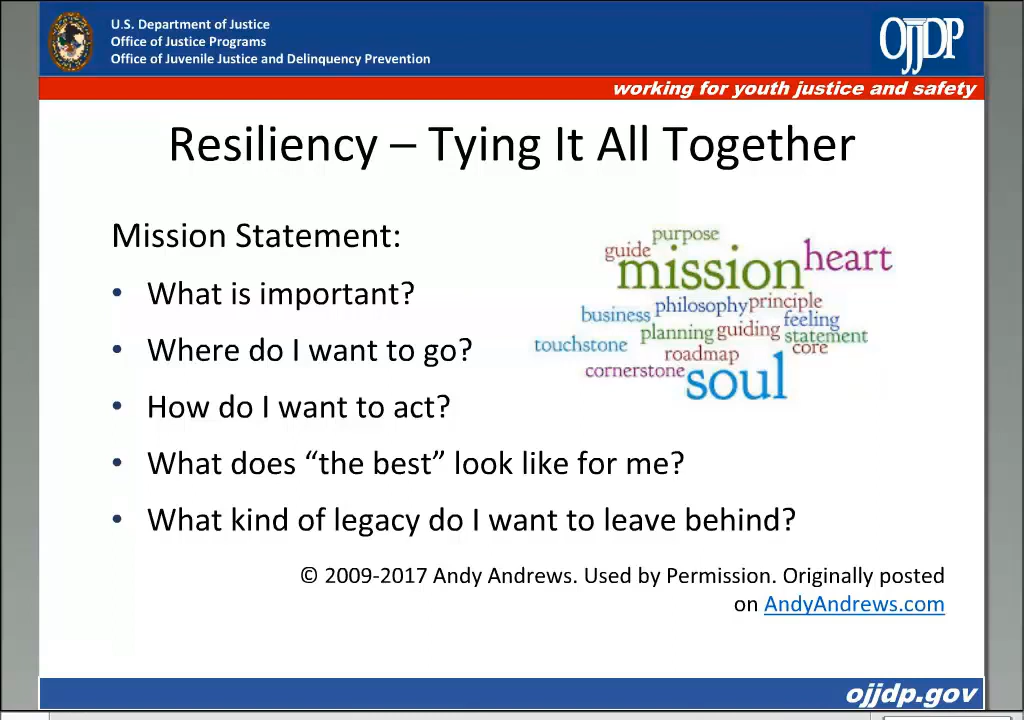 U.S. Department of Justice
Office of Justice Programs
Office of Juvenile Justice and Delinquency Prevention
OJJDP
working for youth justice and safety
Resiliency – Tying It All Together
Mission Statement:
• What is important?
• Where do I want to go?
• How do I want to act?
• What does “the best” look like for me?
• What kind of legacy do I want to leave behind?
purpose
guide
mission heart
business philosophy principle
feeling
touchstone planning guiding statement
roadmap core
cornerstone soul
© 2009-2017 Andy Andrews. Used by Permission. Originally posted
on AndyAndrews.com
ojjdp.gov